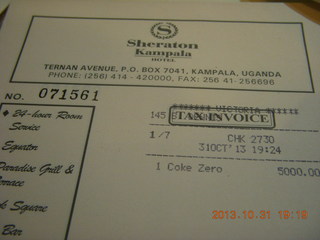 Sheraton
Kampala
HOTEL
TERNAN AVENUE, P.O. BOX 7041, KAMPALA, UGANDA
PHONE: (256) 414 - 420000, FAX: 256 41 - 256696
NO. 071561
VICTORIA
145
TAX INVOICE
1/7 CHK 2730
31OCT'13 19:24
1 Coke Zero 5000.00
24-hour Room
Service
Equator
Paradise Grill &
Terrace
Square
Bar
2013.10.31 19:19